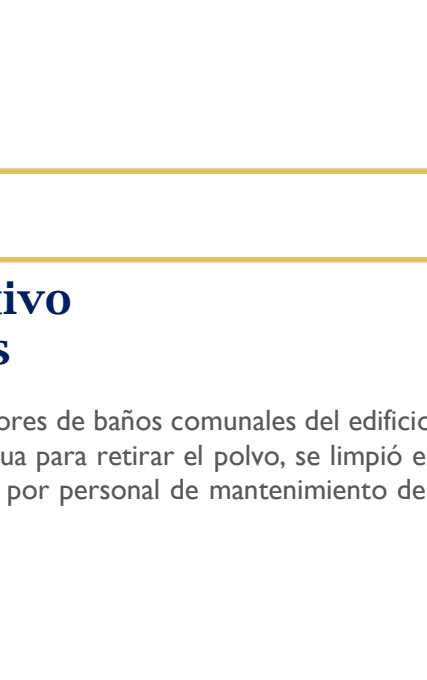 ivo
s
ores de baños comunales del edificio
ua para retirar el polvo, se limpió e
por personal de mantenimiento de